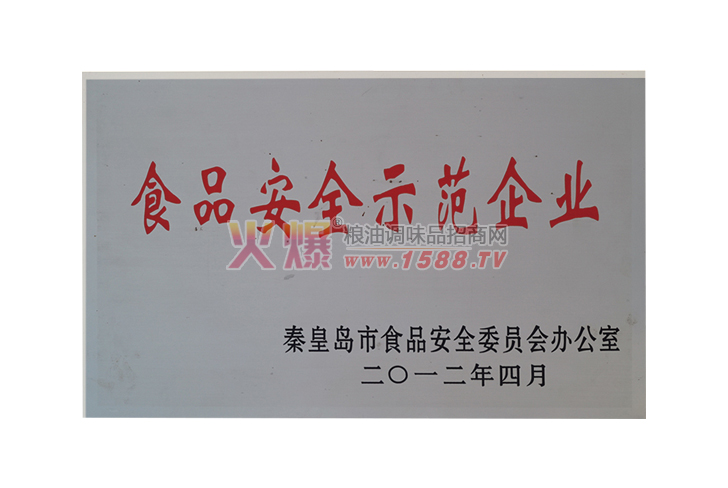 食品安全示范企业
火爆®粮油调味品招商网
www.1588.TV
秦皇岛市食品安全委员会办公室
二〇一二年四月